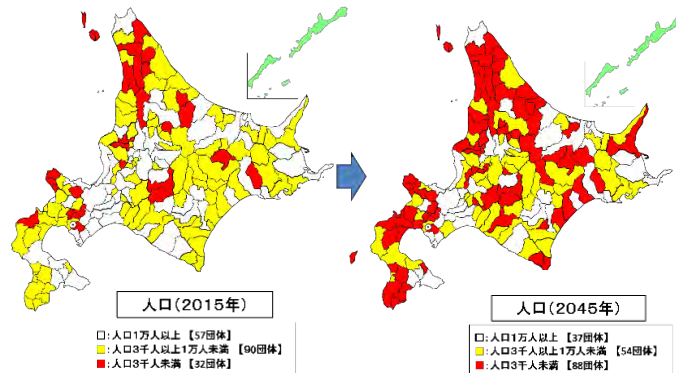 人口(2015年)
□:人口1万人以上 【57団体】
■:人口3千人以上1万人未満 【90団体】
■:人口3千人未満 【32団体】
人口(2045年)
□:人口1万人以上 【37団体】
■:人口3千人以上1万人未満 【54団体】
■:人口3千人未満 【88団体】